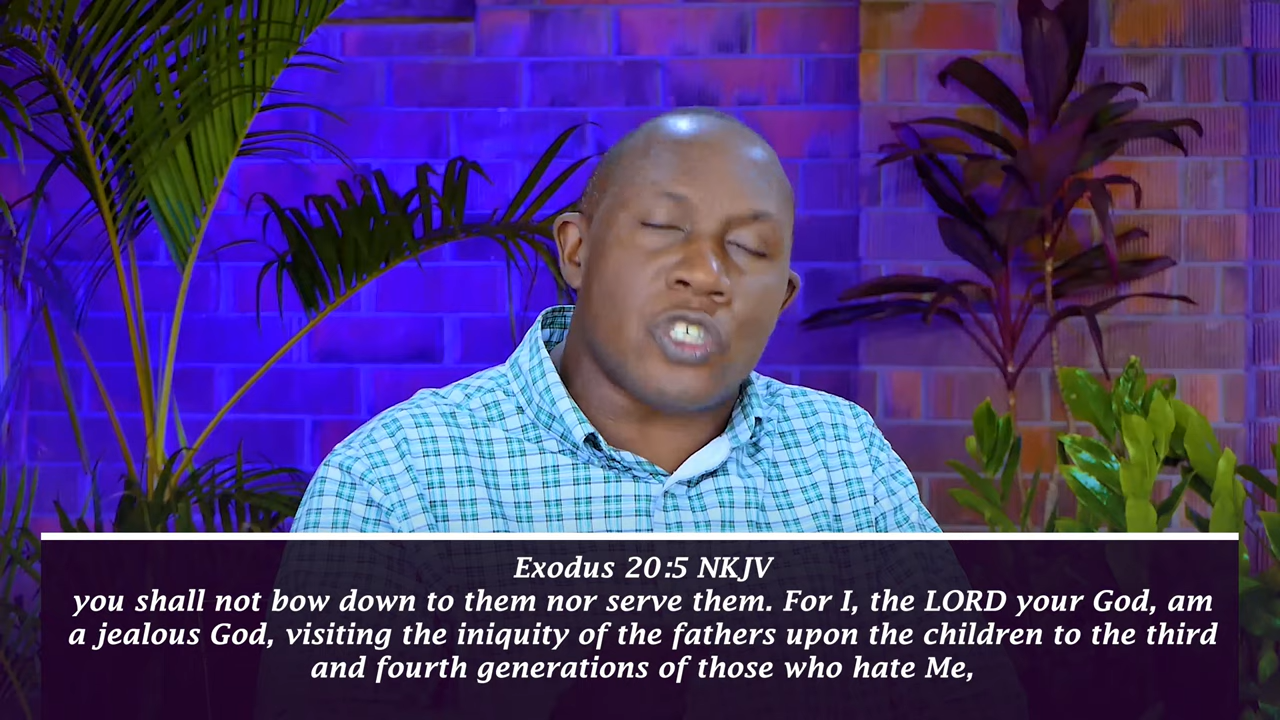 Exodus 20:5 NKJV
you shall not bow down to them nor serve them. For I, the LORD your God, am
a jealous God, visiting the iniquity of the fathers upon the children to the third
and fourth generations of those who hate Me,